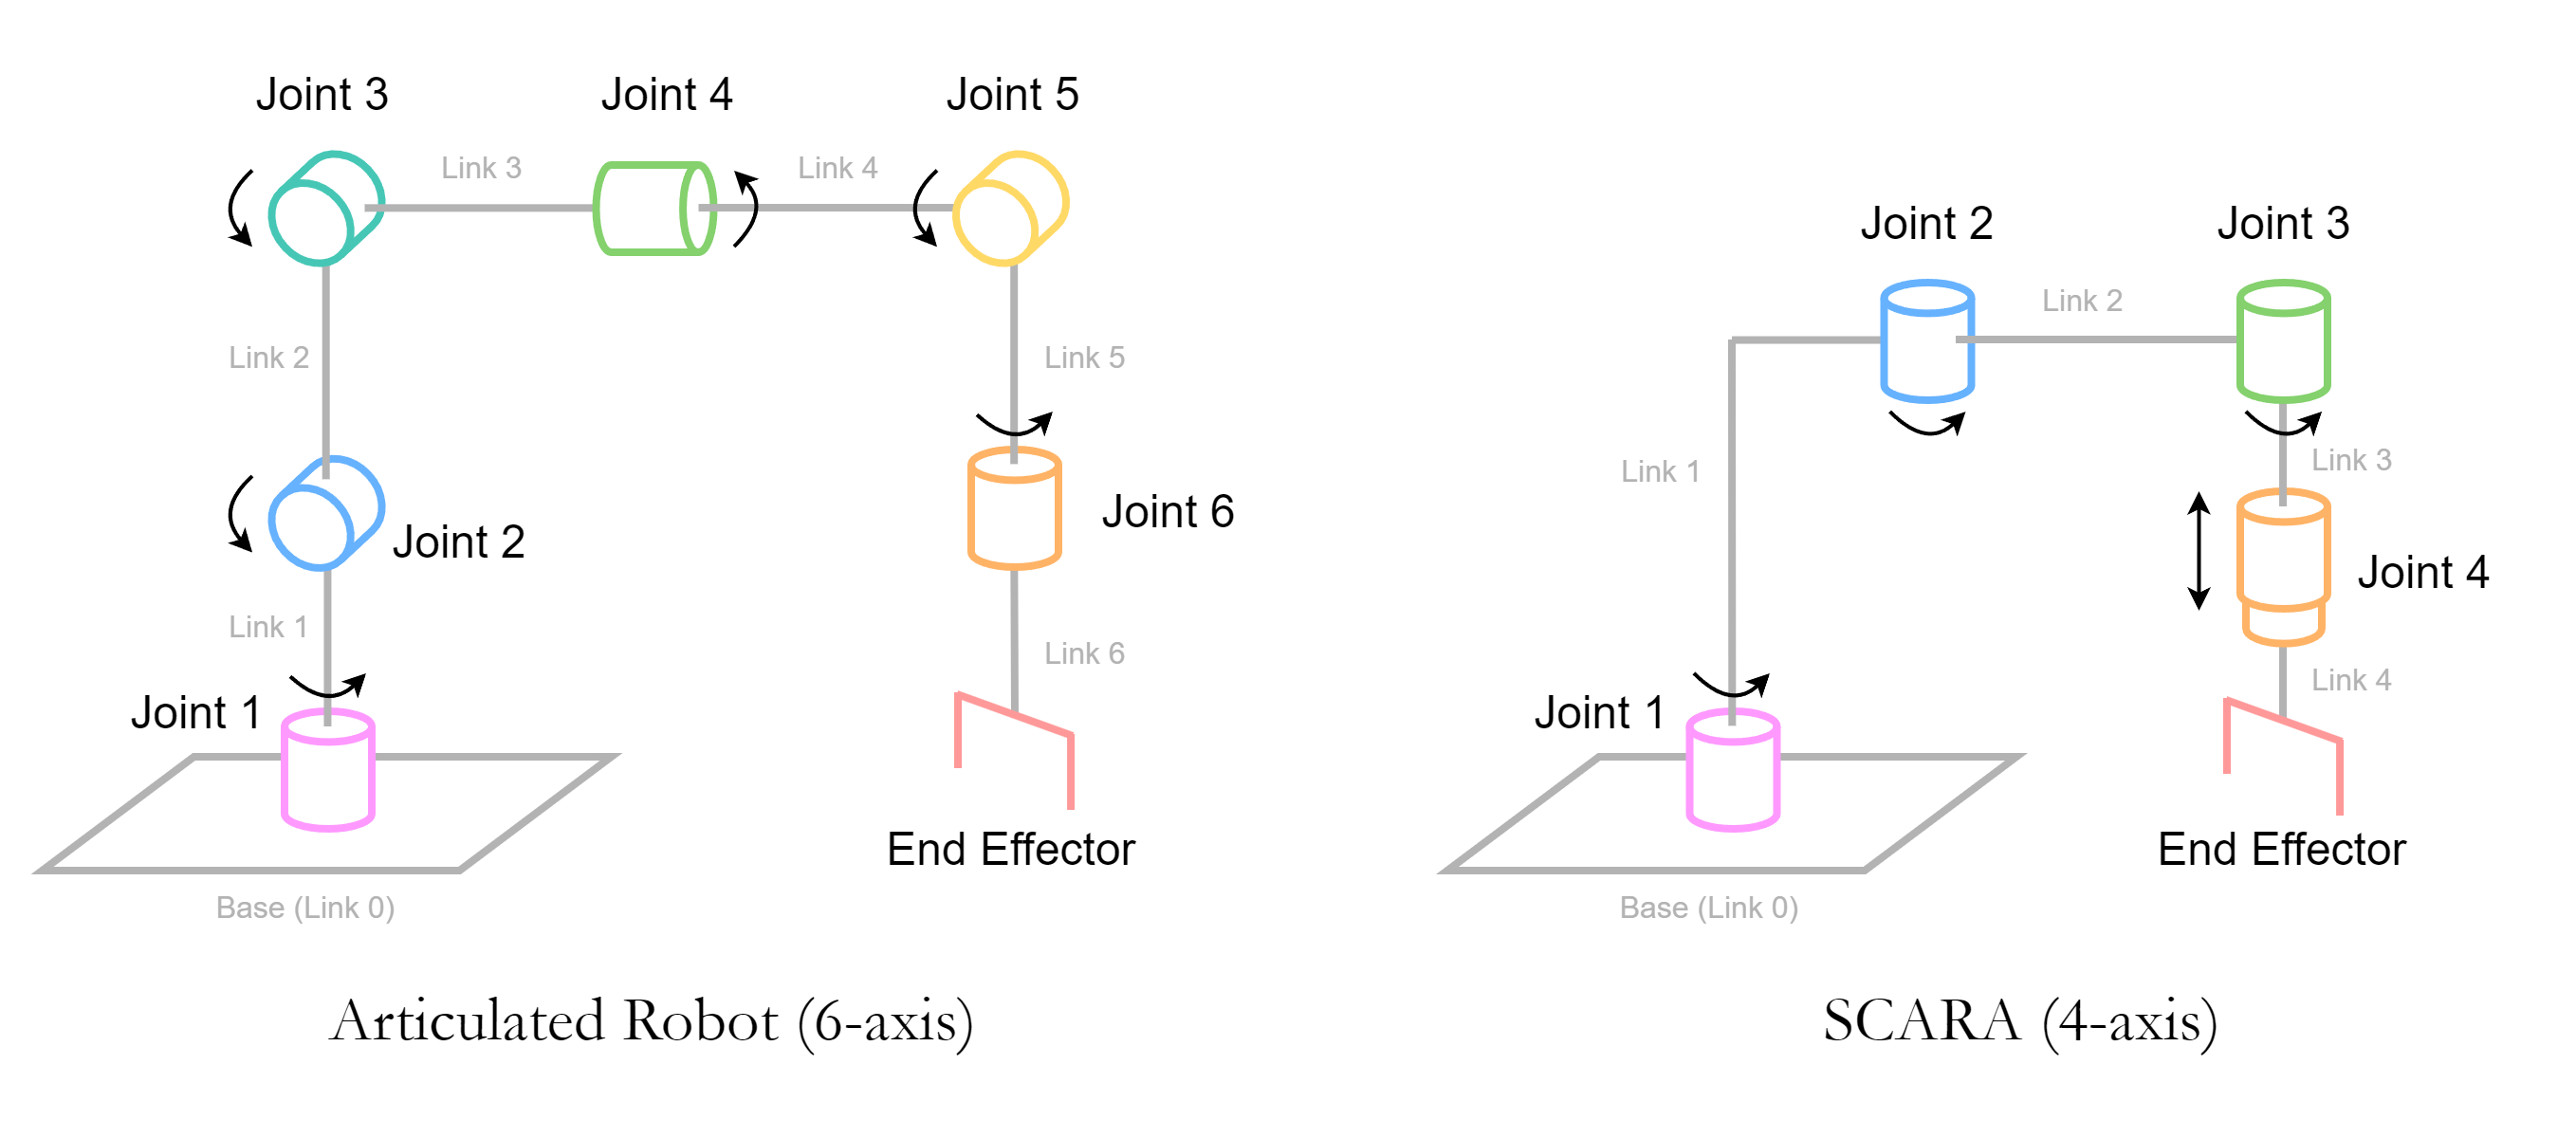 Joint 3
Joint 4
Joint 5
Link 3
Link 4
Link 2
Link 5
Joint 2
Joint 6
Link 1
Link 6
Joint 1
End Effector
Base (Link 0)
Articulated Robot (6-axis)
Joint 2
Joint 3
Link 2
Link 1
Link 3
Joint 4
Link 4
Joint 1
End Effector
Base (Link 0)
SCARA (4-axis)